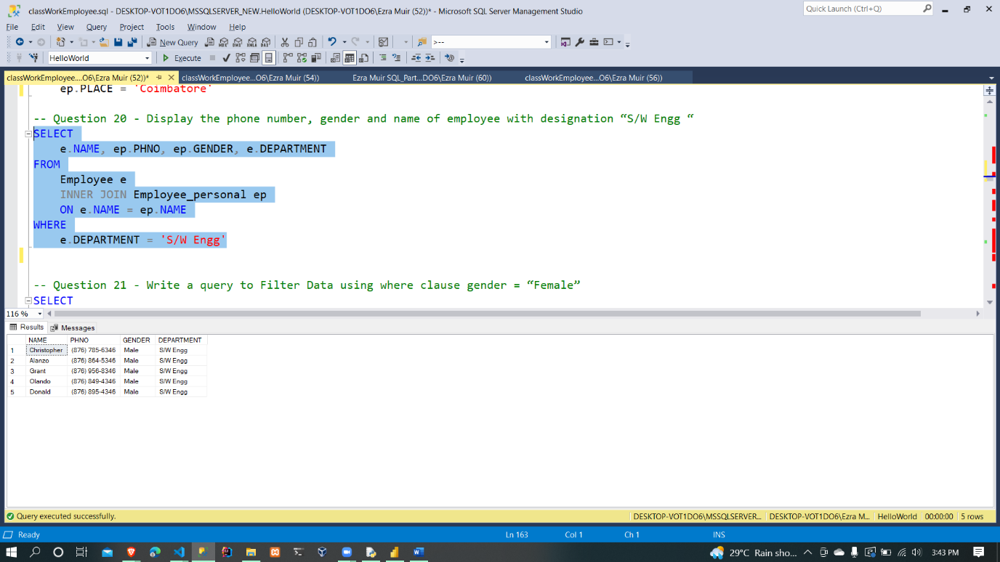 classWorkEmployee.sql - DESKTOP-VOT1DO6\MSSQLSERVER_NEW.HelloWorld (DESKTOP-VOT1DO6\Ezra Muir (52))* - Microsoft SQL Server Management Studio
Quick Launch (Ctrl+Q)
File Edit View Query Project Tools Window Help
New Query
MDX DMX XMLA DAX
>--
HelloWorld
Execute
classWorkEmployee....O6\Ezra Muir (52))*
classWorkEmployee...O6\Ezra Muir (54))
Ezra Muir SQL_Part...DO6\Ezra Muir (60))
classWorkEmployee...O6\Ezra Muir (56))
ep.PLACE = 'Coimbatore'
-- Question 20 - Display the phone number, gender and name of employee with designation “S/W Engg “
SELECT
e.NAME, ep.PHNO, ep.GENDER, e.DEPARTMENT
FROM
Employee e
INNER JOIN Employee_personal ep
ON e.NAME = ep.NAME
WHERE
e.DEPARTMENT = 'S/W Engg'
-- Question 21 - Write a query to Filter Data using where clause gender = “Female”
SELECT
116 %
Results Messages
NAME PHNO GENDER DEPARTMENT
1 Christopher (876) 785-6346 Male S/W Engg
2 Alanzo (876) 864-5346 Male S/W Engg
3 Grant (876) 956-8346 Male S/W Engg
4 Olando (876) 849-4346 Male S/W Engg
5 Donald (876) 895-4346 Male S/W Engg
Query executed successfully.
DESKTOP-VOT1DO6\MSSQLSERVER... DESKTOP-VOT1DO6\Ezra M... HelloWorld 00:00:00 5 rows
Ready Ln 163 Col 1 Ch 1 INS
29°C Rain sho... 3:43 PM